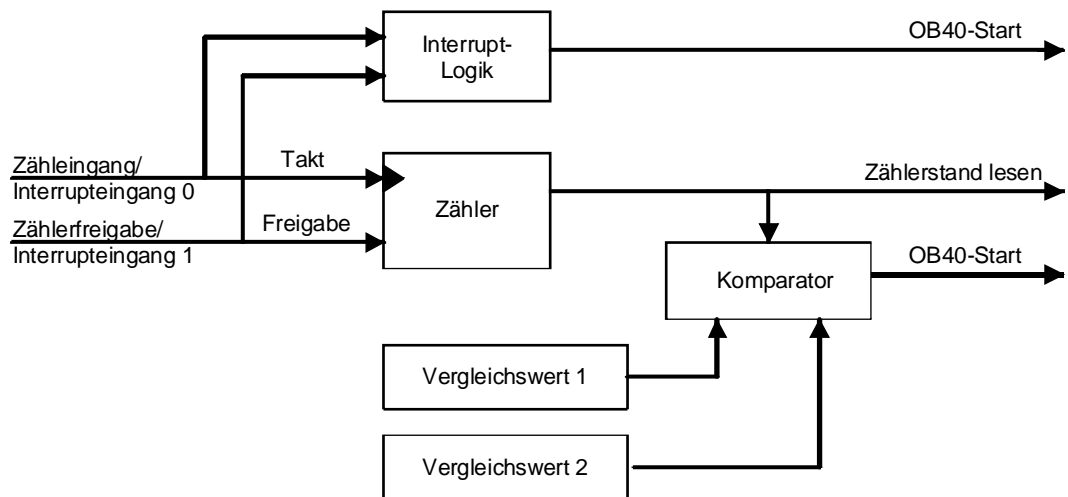 OB40-Start
Interrupt-
Logik
Zähleingang/
Interrupteingang 0
Takt
Zählerstand lesen
Zähler
Zählerfreigabe/
Interrupteingang 1
Freigabe
OB40-Start
Komparator
Vergleichswert 1
Vergleichswert 2